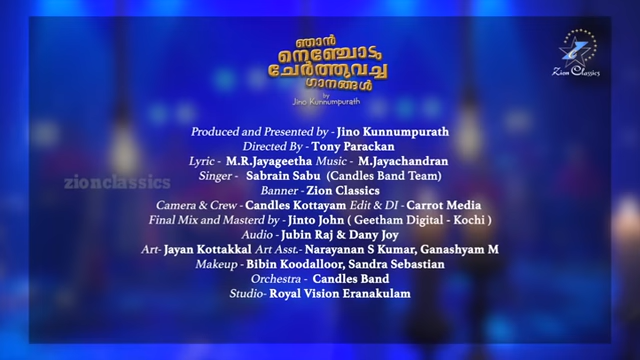 ഞാൻ
നെഞ്ചോടു
ചേർത്തുവച്ച
ഗാനങ്ങൾ
by
Jino Kunnumpurath
Zion Classics
Produced and Presented by - Jino Kunnumpurath
Directed By - Tony Parackan
Lyric - M.R.Jayageetha Music - M.Jayachandran
Singer - Sabrain Sabu (Candles Band Team)
zionclassics
Banner - Zion Classics
Camera & Crew - Candles Kottayam Edit & DI - Carrot Media
Final Mix and Masterd by - Jinto John ( Geetham Digital - Kochi )
Audio - Jubin Raj & Dany Joy
Art- Jayan Kottakkal Art Asst.- Narayanan S Kumar, Ganashyam M
Makeup - Bibin Koodalloor, Sandra Sebastian
Orchestra - Candles Band
Studio- Royal Vision Eranakulam